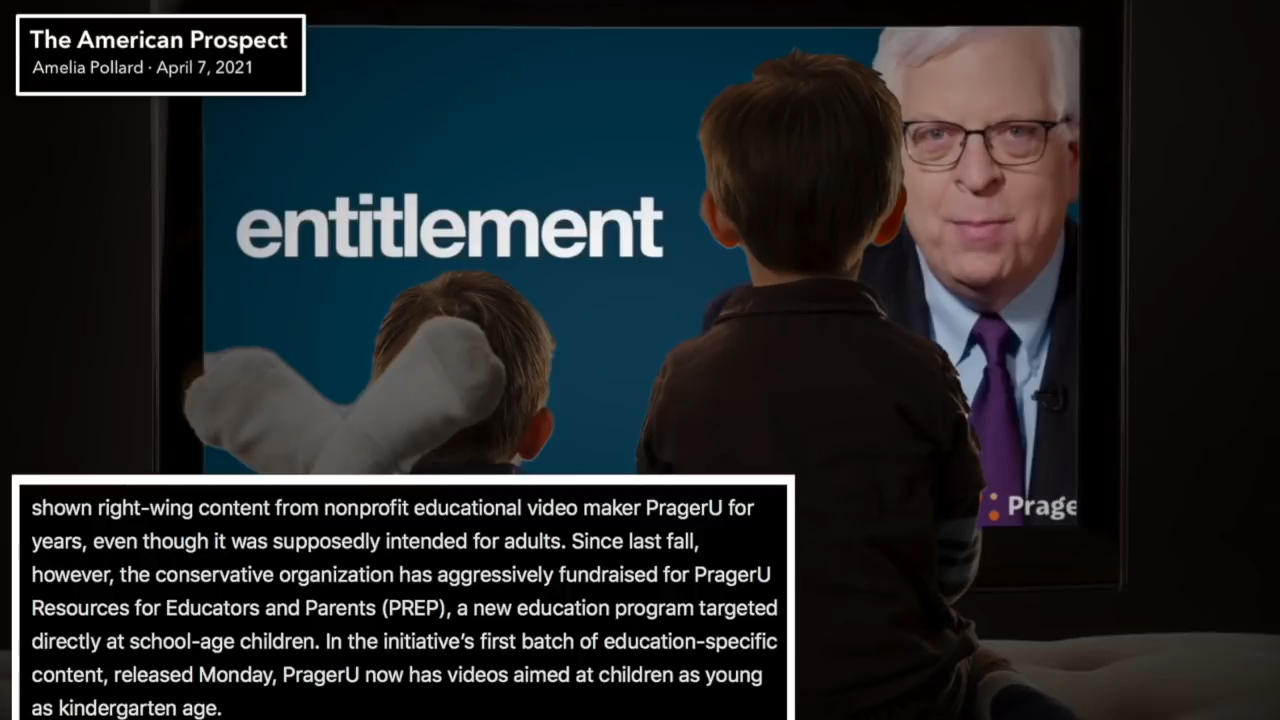 The American Prospect
Amelia Pollard · April 7, 2021
entitlement
Prage
shown right-wing content from nonprofit educational video maker PragerU for
years, even though it was supposedly intended for adults. Since last fall,
however, the conservative organization has aggressively fundraised for PragerU
Resources for Educators and Parents (PREP), a new education program targeted
directly at school-age children. In the initiative’s first batch of education-specific
content, released Monday, PragerU now has videos aimed at children as young
as kindergarten age.